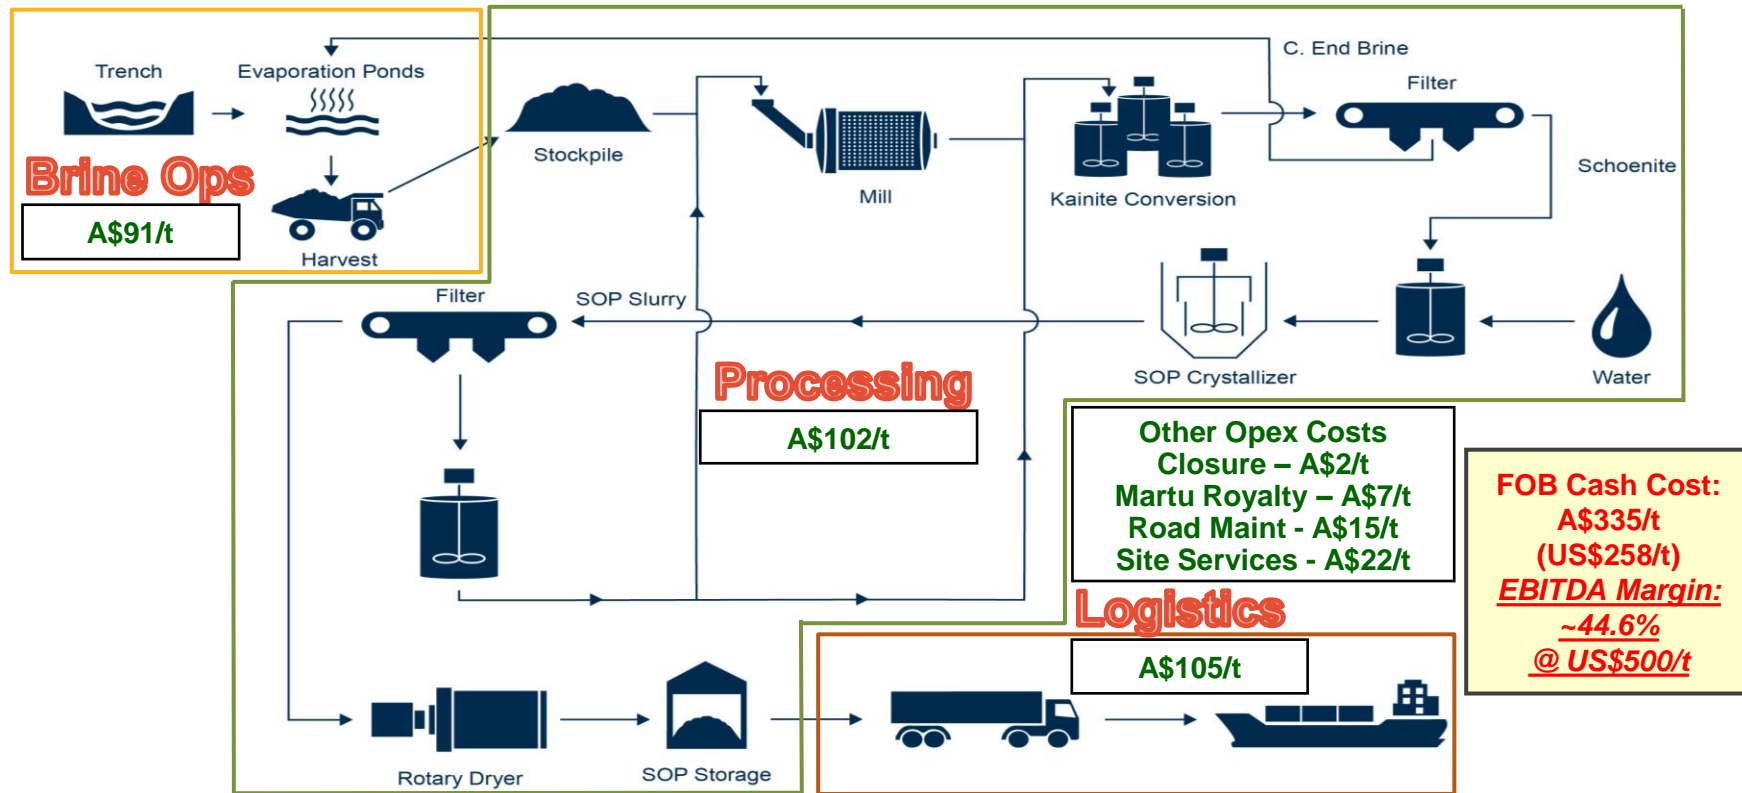 C. End Brine
Trench
Evaporation Ponds
Filter
Stockpile
Schoenite
Brine Ops
Mill
Kainite Conversion
A$91/t
Harvest
Filter
SOP Slurry
SOP Crystallizer
Water
Processing
A$102/t
Other Opex Costs
Closure – A$2/t
Martu Royalty – A$7/t
Road Maint - A$15/t
Site Services - A$22/t
FOB Cash Cost:
A$335/t
(US$258/t)
EBITDA Margin:
~44.6%
@ US$500/t
Logistics
A$105/t
Rotary Dryer
SOP Storage